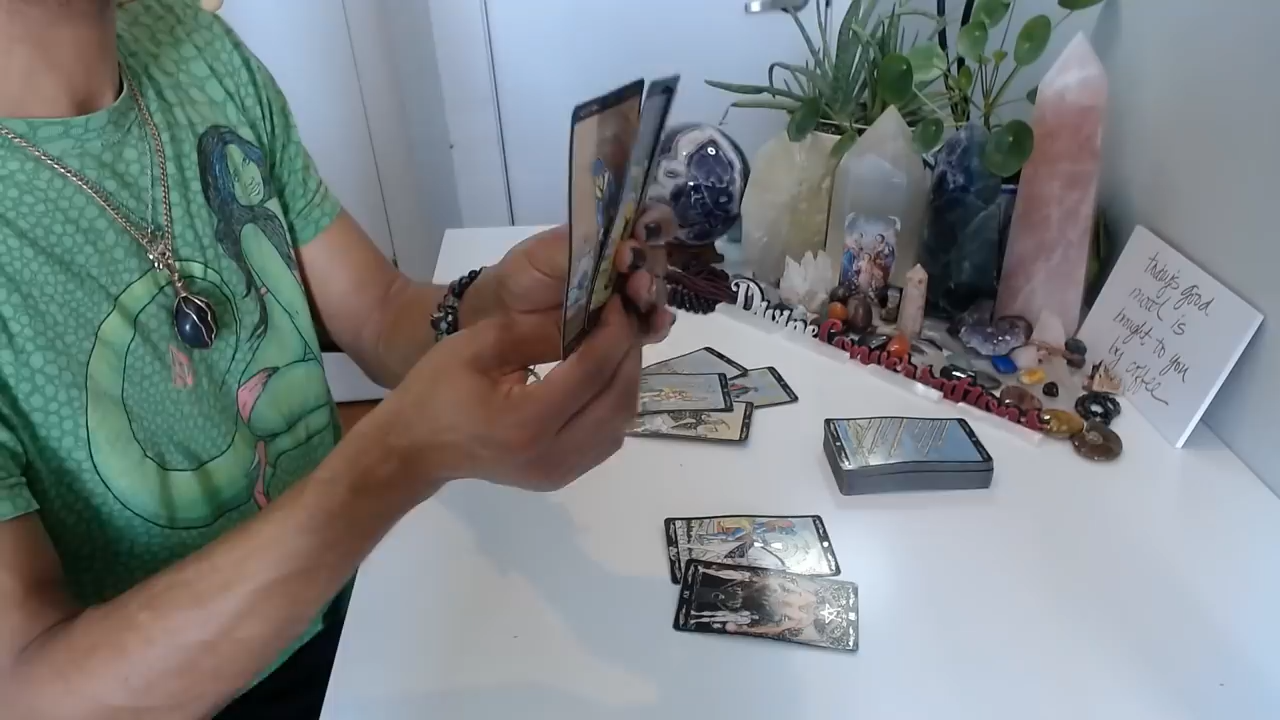 Divine Conversations
today's good
mood is
brought to you
by coffee